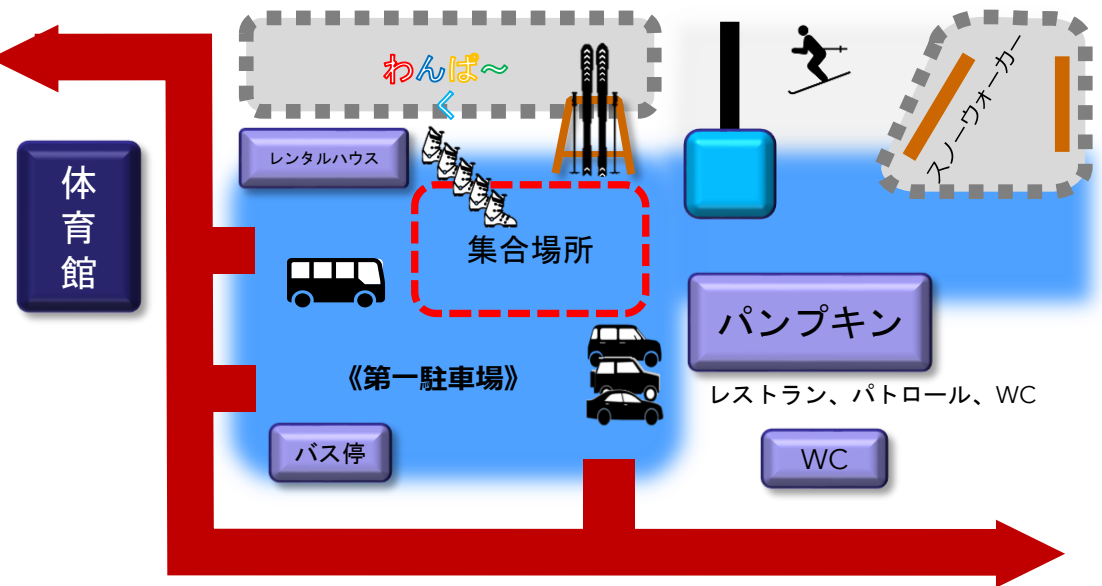 わんぱ～
く
スノーウォーカー
レンタルハウス
体育館
集合場所
パンプキン
《第一駐車場》
レストラン、パトロール、WC
バス停
WC